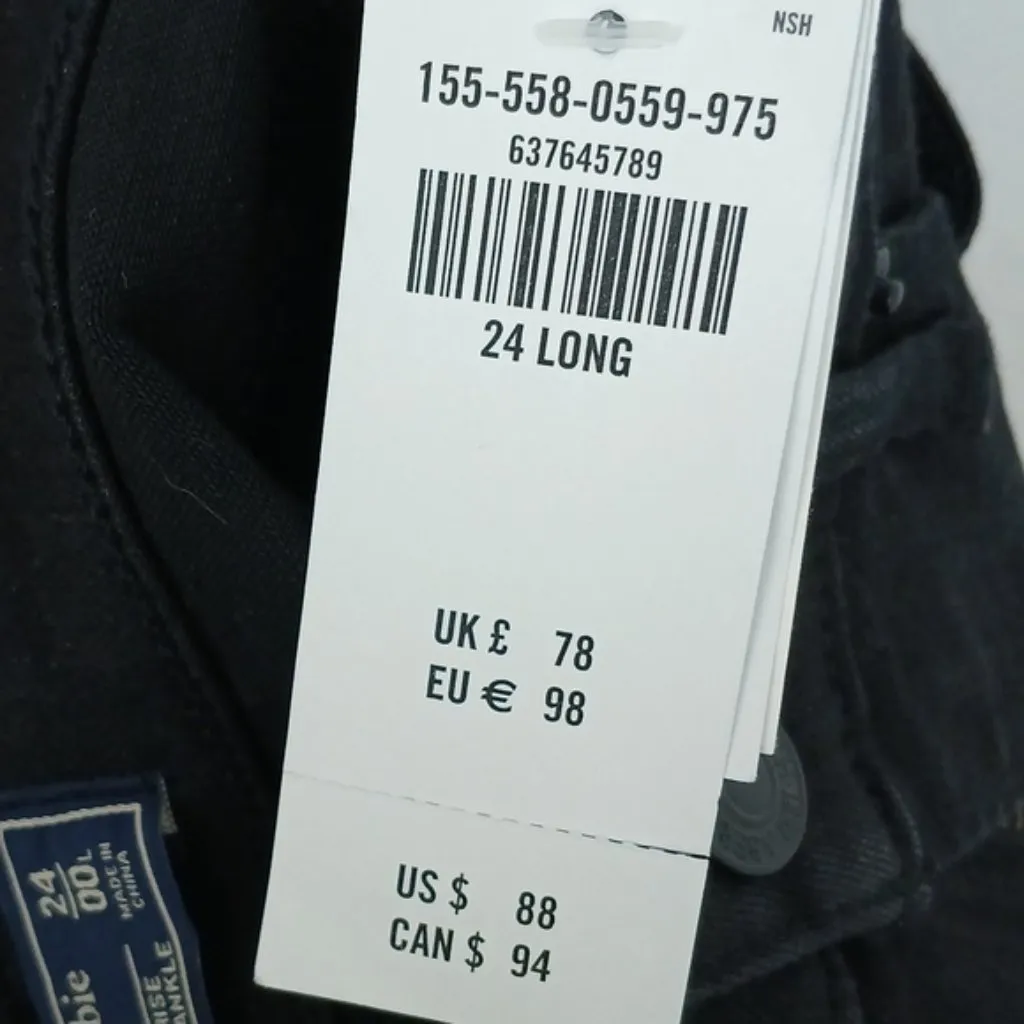 NSH
155-558-0559-975
637645789
24 LONG
UK £ 78
EU € 98
US $ 88
CAN $ 94
24
00L
MADE IN
CHINA
bie
RISE
ANKLE